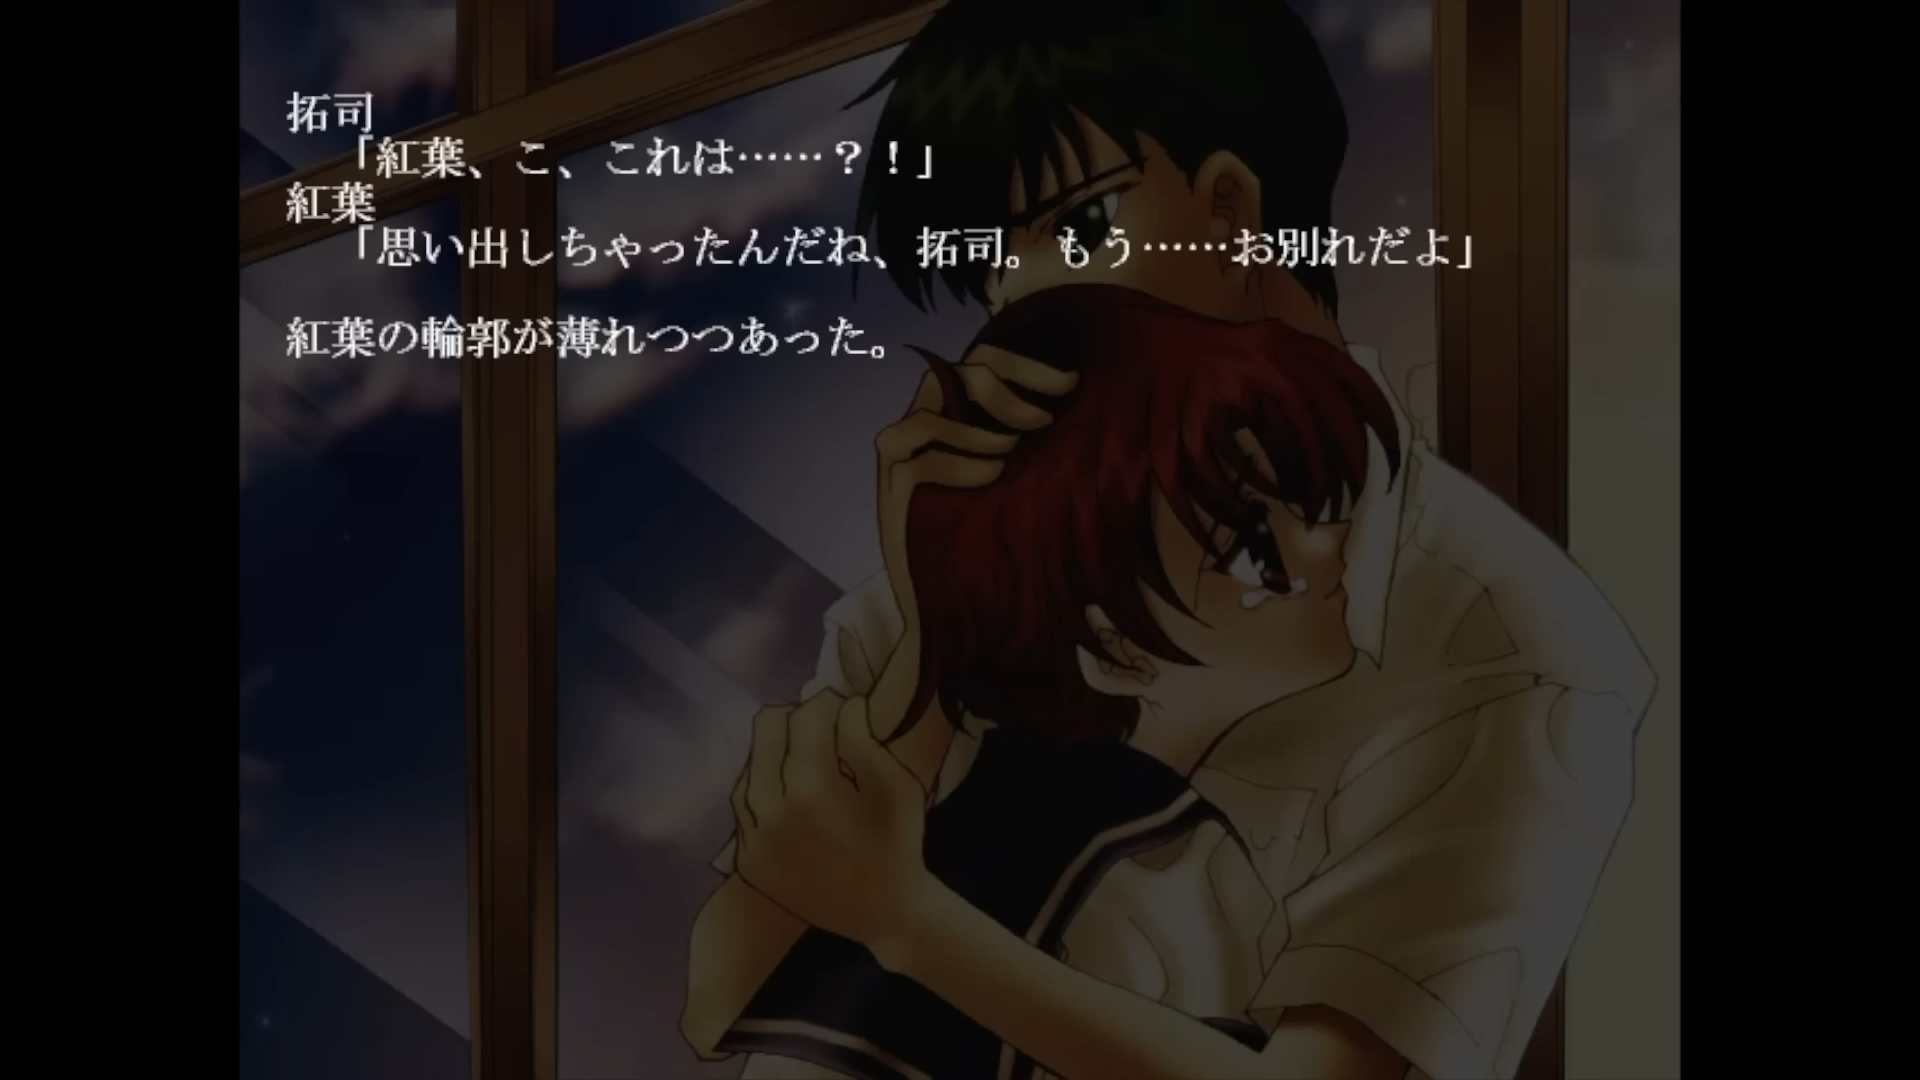 拓司
「紅葉、こ、これは……？！」
紅葉
「思い出しちゃったんだね、拓司。もう……お別れだよ」
紅葉の輪郭が薄れつつあった。